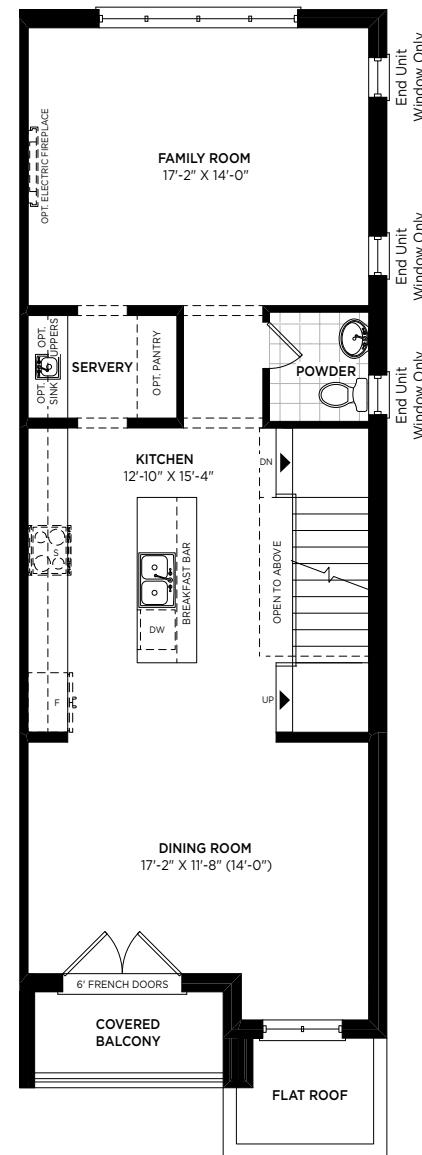 End Unit
Window Only
FAMILY ROOM
17'-2" X 14'-0"
OPT. ELECTRIC FIREPLACE
End Unit
Window Only
OPT. OPT.
SINK UPPERS
SERVERY
OPT. PANTRY
POWDER
End Unit
Window Only
KITCHEN
12'-10" X 15'-4"
DN
S
BREAKFAST BAR
OPEN TO ABOVE
DW
F
UP
DINING ROOM
17'-2" X 11'-8" (14'-0")
6' FRENCH DOORS
COVERED
BALCONY
FLAT ROOF